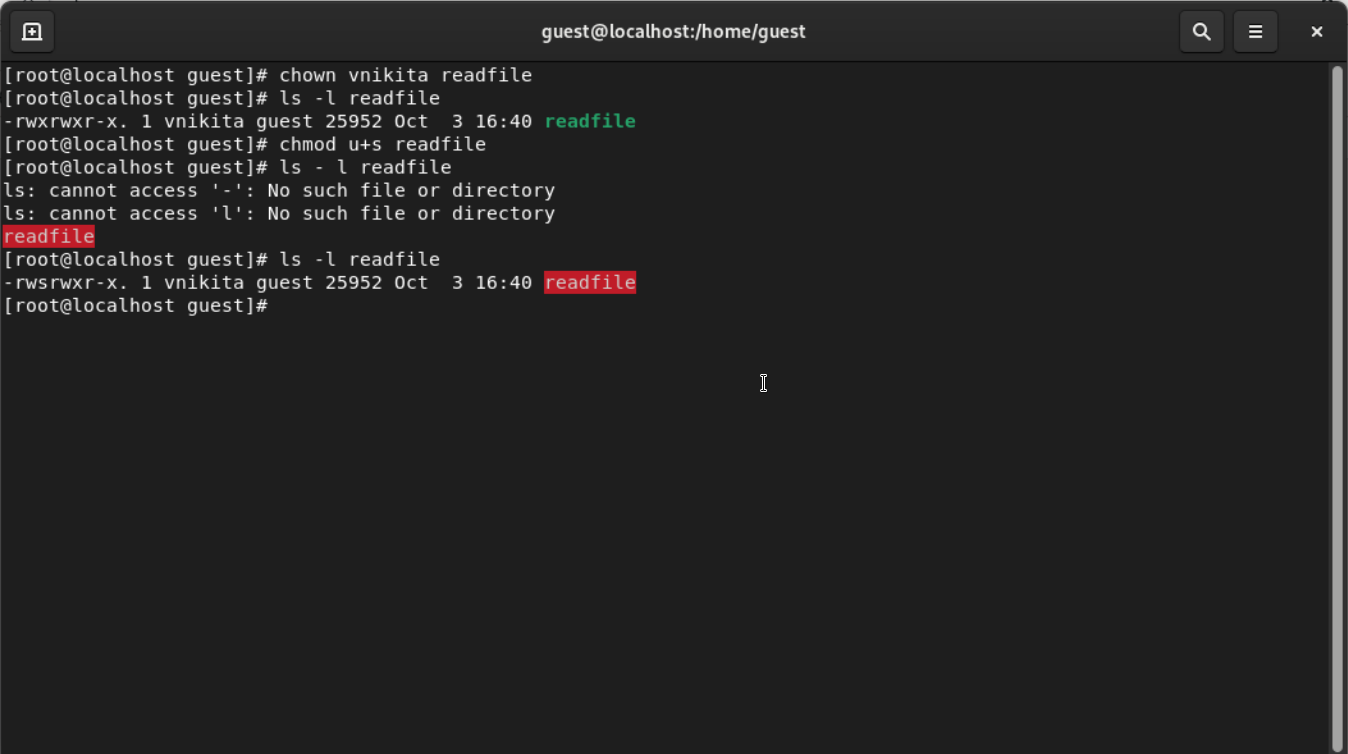 guest@localhost:/home/guest
[root@localhost guest]# chown vnikita readfile
[root@localhost guest]# ls -l readfile
-rwxrwxr-x. 1 vnikita guest 25952 Oct  3 16:40 readfile
[root@localhost guest]# chmod u+s readfile
[root@localhost guest]# ls - l readfile
ls: cannot access '-': No such file or directory
ls: cannot access 'l': No such file or directory
readfile
[root@localhost guest]# ls -l readfile
-rwsrwxr-x. 1 vnikita guest 25952 Oct  3 16:40 readfile
[root@localhost guest]#